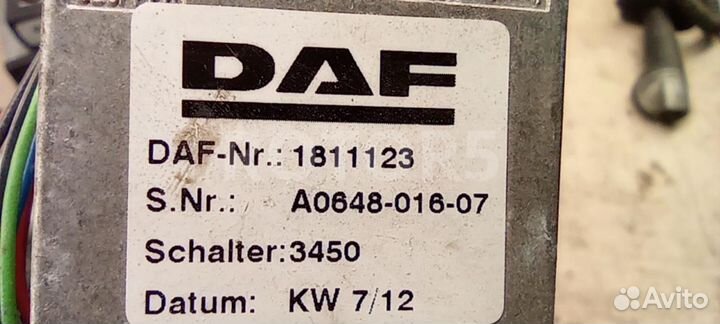 DAF
DAF-Nr.: 1811123
S.Nr.: A0648-016-07
Schalter: 3450
Datum: KW 7/12
Avito